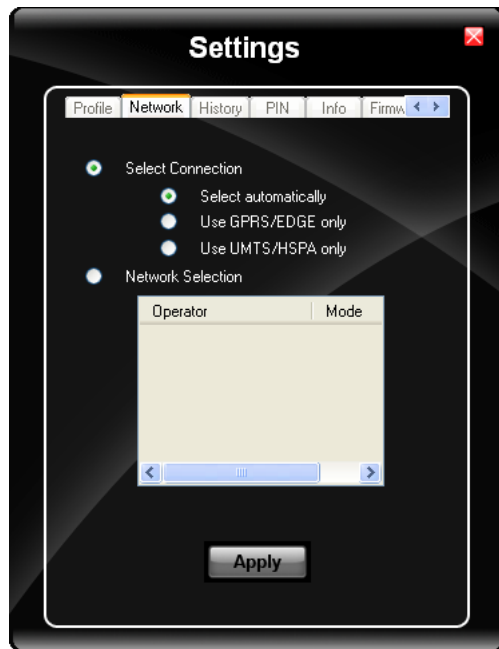 Settings
Profile Network History PIN Info Firmw
Select Connection
Select automatically
Use GPRS/EDGE only
Use UMTS/HSPA only
Network Selection
Operator Mode
Apply